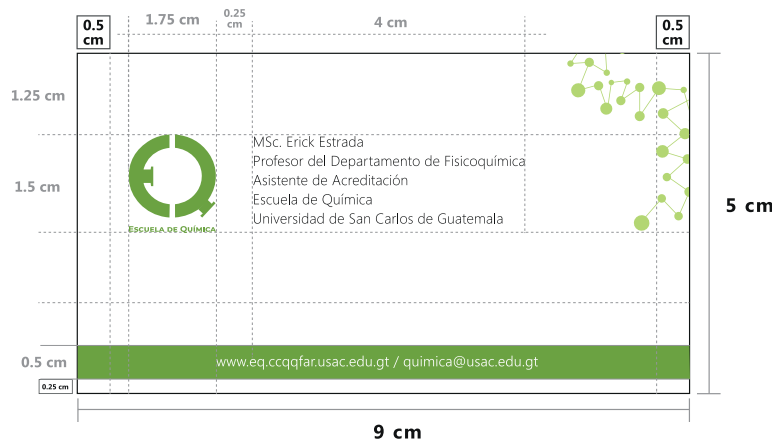 0.5
cm
1.75 cm
0.25
cm
4 cm
0.5
cm
1.25 cm
MSc. Erick Estrada
Profesor del Departamento de Fisicoquímica
Asistente de Acreditación
Escuela de Química
Universidad de San Carlos de Guatemala
1.5 cm
ESCUELA DE QUÍMICA
5 cm
0.5 cm
www.eq.ccqqfar.usac.edu.gt / quimica@usac.edu.gt
0.25 cm
9 cm